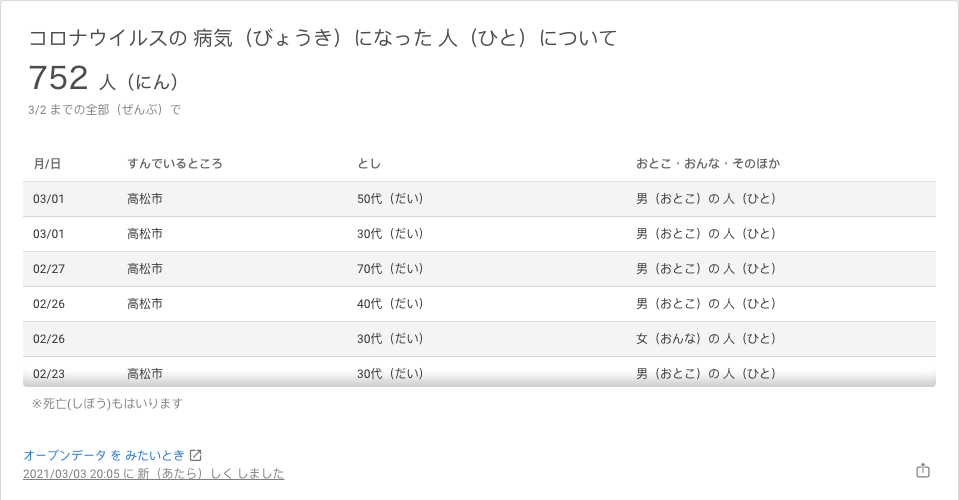 コロナウイルスの 病気（びょうき）になった 人（ひと）について
752 人（にん）
3/2 までの全部（ぜんぶ）で
月/日 すんでいるところ とし おとこ・おんな・そのほか
03/01 高松市 50代（だい） 男（おとこ）の 人（ひと）
03/01 高松市 30代（だい） 男（おとこ）の 人（ひと）
02/27 高松市 70代（だい） 男（おとこ）の 人（ひと）
02/26 高松市 40代（だい） 男（おとこ）の 人（ひと）
02/26 30代（だい） 女（おんな）の 人（ひと）
02/23 高松市 30代（だい） 男（おとこ）の 人（ひと）
※死亡(しぼう)もはいります
オープンデータ を みたいとき
2021/03/03 20:05 に 新（あたら）しく しました